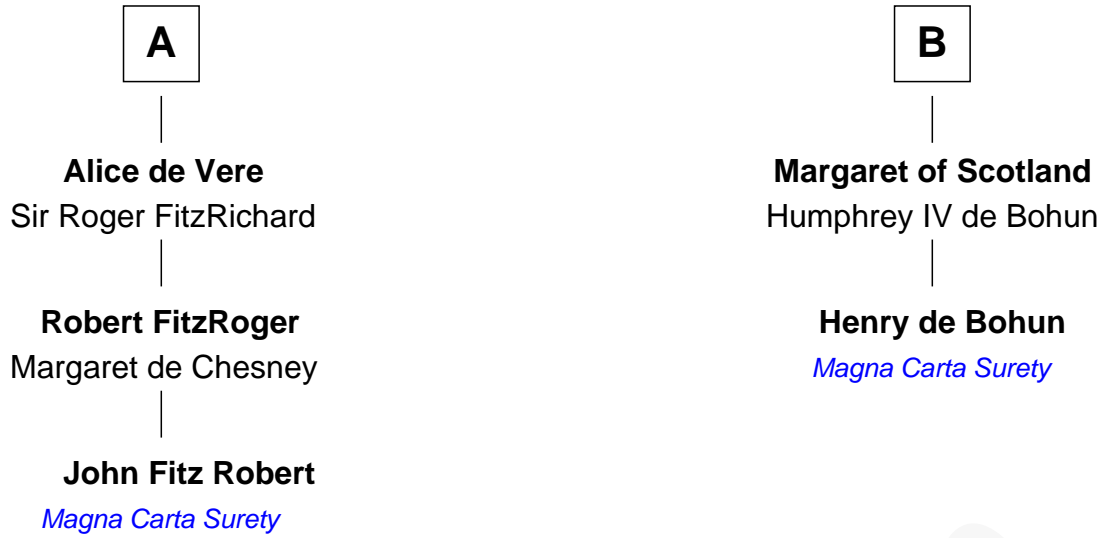 A
Alice de Vere
Sir Roger FitzRichard
Robert FitzRoger
Margaret de Chesney
John Fitz Robert
Magna Carta Surety
B
Margaret of Scotland
Humphrey IV de Bohun
Henry de Bohun
Magna Carta Surety